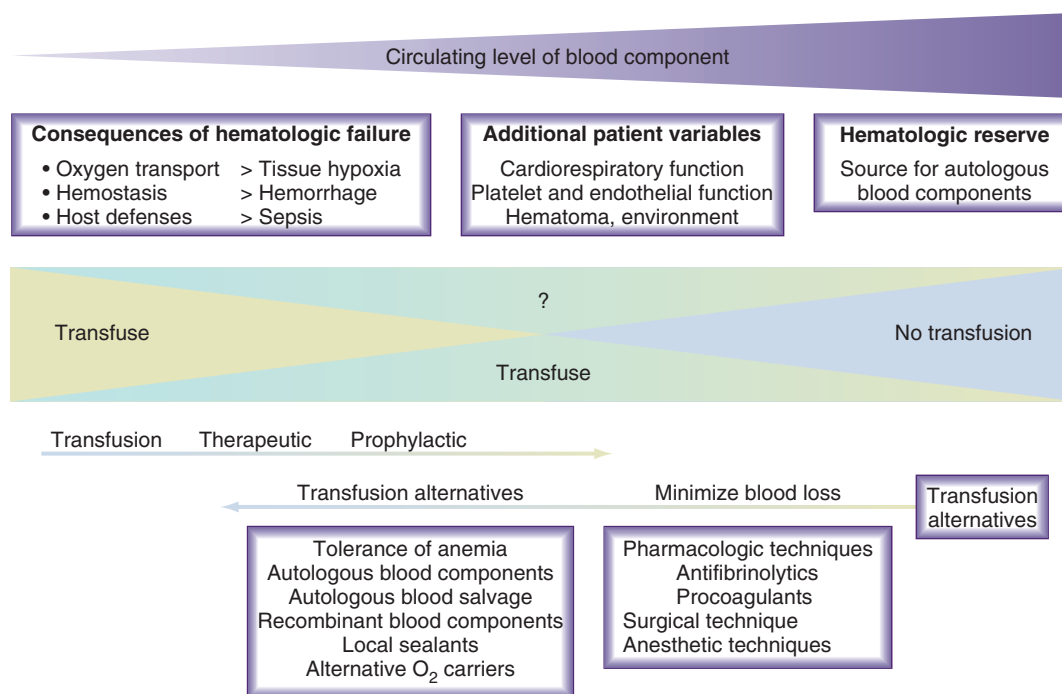 Circulating level of blood component
Consequences of hematologic failure
• Oxygen transport > Tissue hypoxia
• Hemostasis > Hemorrhage
• Host defenses > Sepsis
Additional patient variables
Cardiorespiratory function
Platelet and endothelial function
Hematoma, environment
Hematologic reserve
Source for autologous
blood components
?
Transfuse
No transfusion
Transfuse
Transfusion Therapeutic Prophylactic
Transfusion alternatives
Minimize blood loss
Transfusion
alternatives
Tolerance of anemia
Autologous blood components
Autologous blood salvage
Recombinant blood components
Local sealants
Alternative O₂ carriers
Pharmacologic techniques
Antifibrinolytics
Procoagulants
Surgical technique
Anesthetic techniques